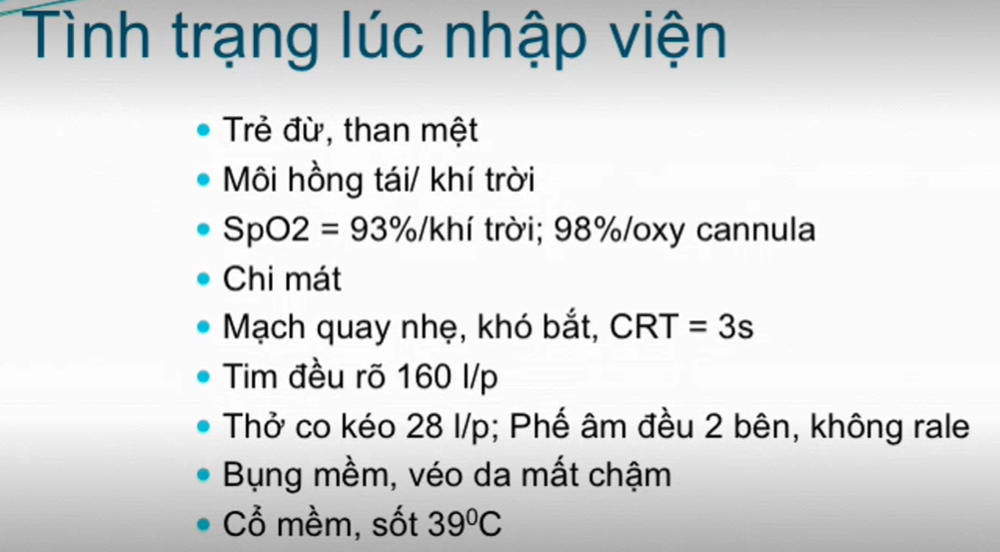 Tình trạng lúc nhập viện
• Trẻ đừ, than mệt
• Môi hồng tái/ khí trời
• SpO2 = 93%/khí trời; 98%/oxy cannula
• Chi mát
• Mạch quay nhẹ, khó bắt, CRT = 3s
• Tim đều rõ 160 l/p
• Thở co kéo 28 l/p; Phế âm đều 2 bên, không rale
• Bụng mềm, véo da mất chậm
• Cổ mềm, sốt 39⁰C